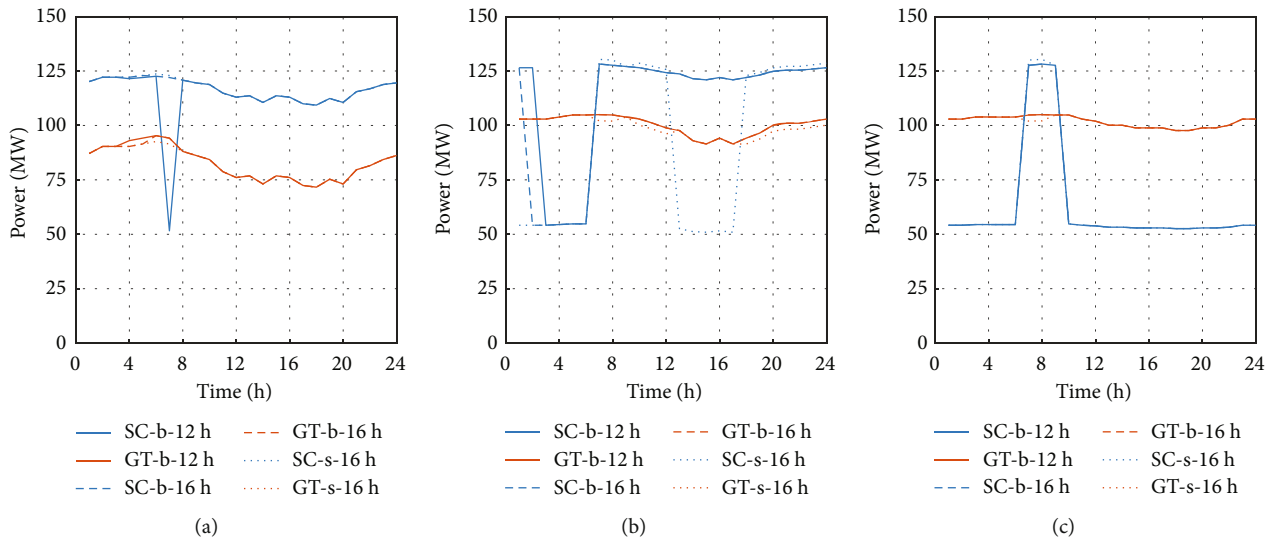 150
125
100
75
50
25
0
Power (MW)
0 4 8 12 16 20 24
Time (h)
SC-b-12 h GT-b-16 h
GT-b-12 h SC-s-16 h
SC-b-16 h GT-s-16 h
(a)
150
125
100
75
50
25
0
Power (MW)
0 4 8 12 16 20 24
Time (h)
SC-b-12 h GT-b-16 h
GT-b-12 h SC-s-16 h
SC-b-16 h GT-s-16 h
(b)
150
125
100
75
50
25
0
Power (MW)
0 4 8 12 16 20 24
Time (h)
SC-b-12 h GT-b-16 h
GT-b-12 h SC-s-16 h
SC-b-16 h GT-s-16 h
(c)